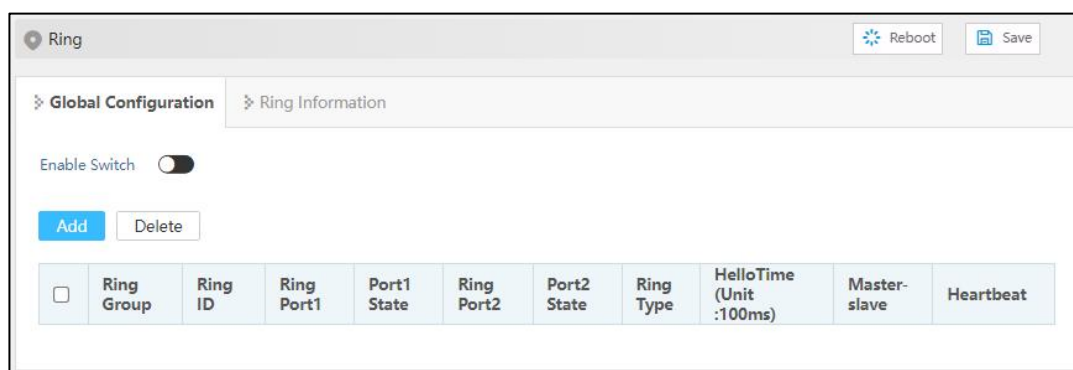 Ring
Reboot
Save
Global Configuration
Ring Information
Enable Switch
Add
Delete
Ring Group
Ring ID
Ring Port1
Port1 State
Ring Port2
Port2 State
Ring Type
HelloTime (Unit :100ms)
Master-slave
Heartbeat